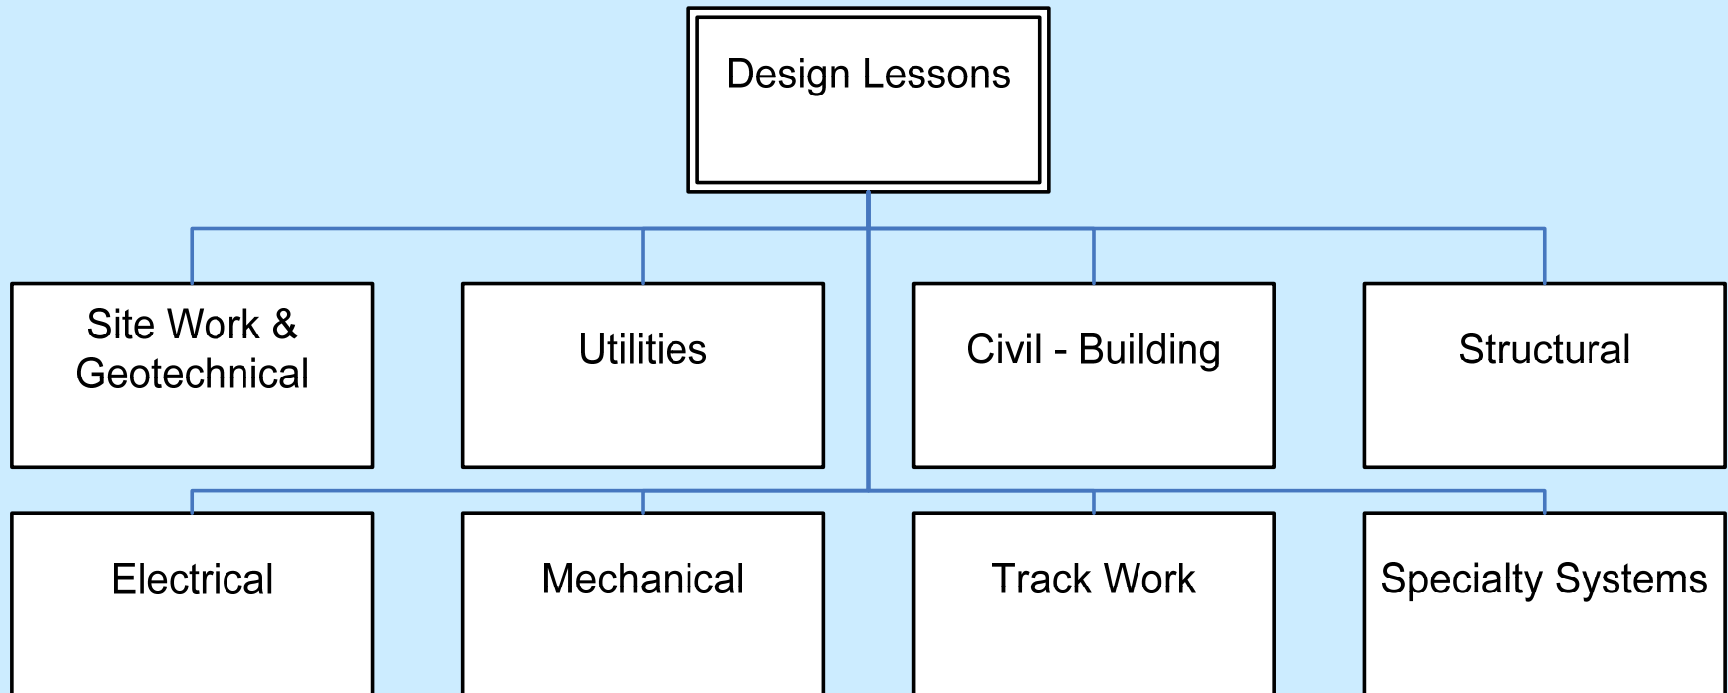 Design Lessons
Site Work &
Geotechnical
Utilities
Civil - Building
Structural
Electrical
Mechanical
Track Work
Specialty Systems